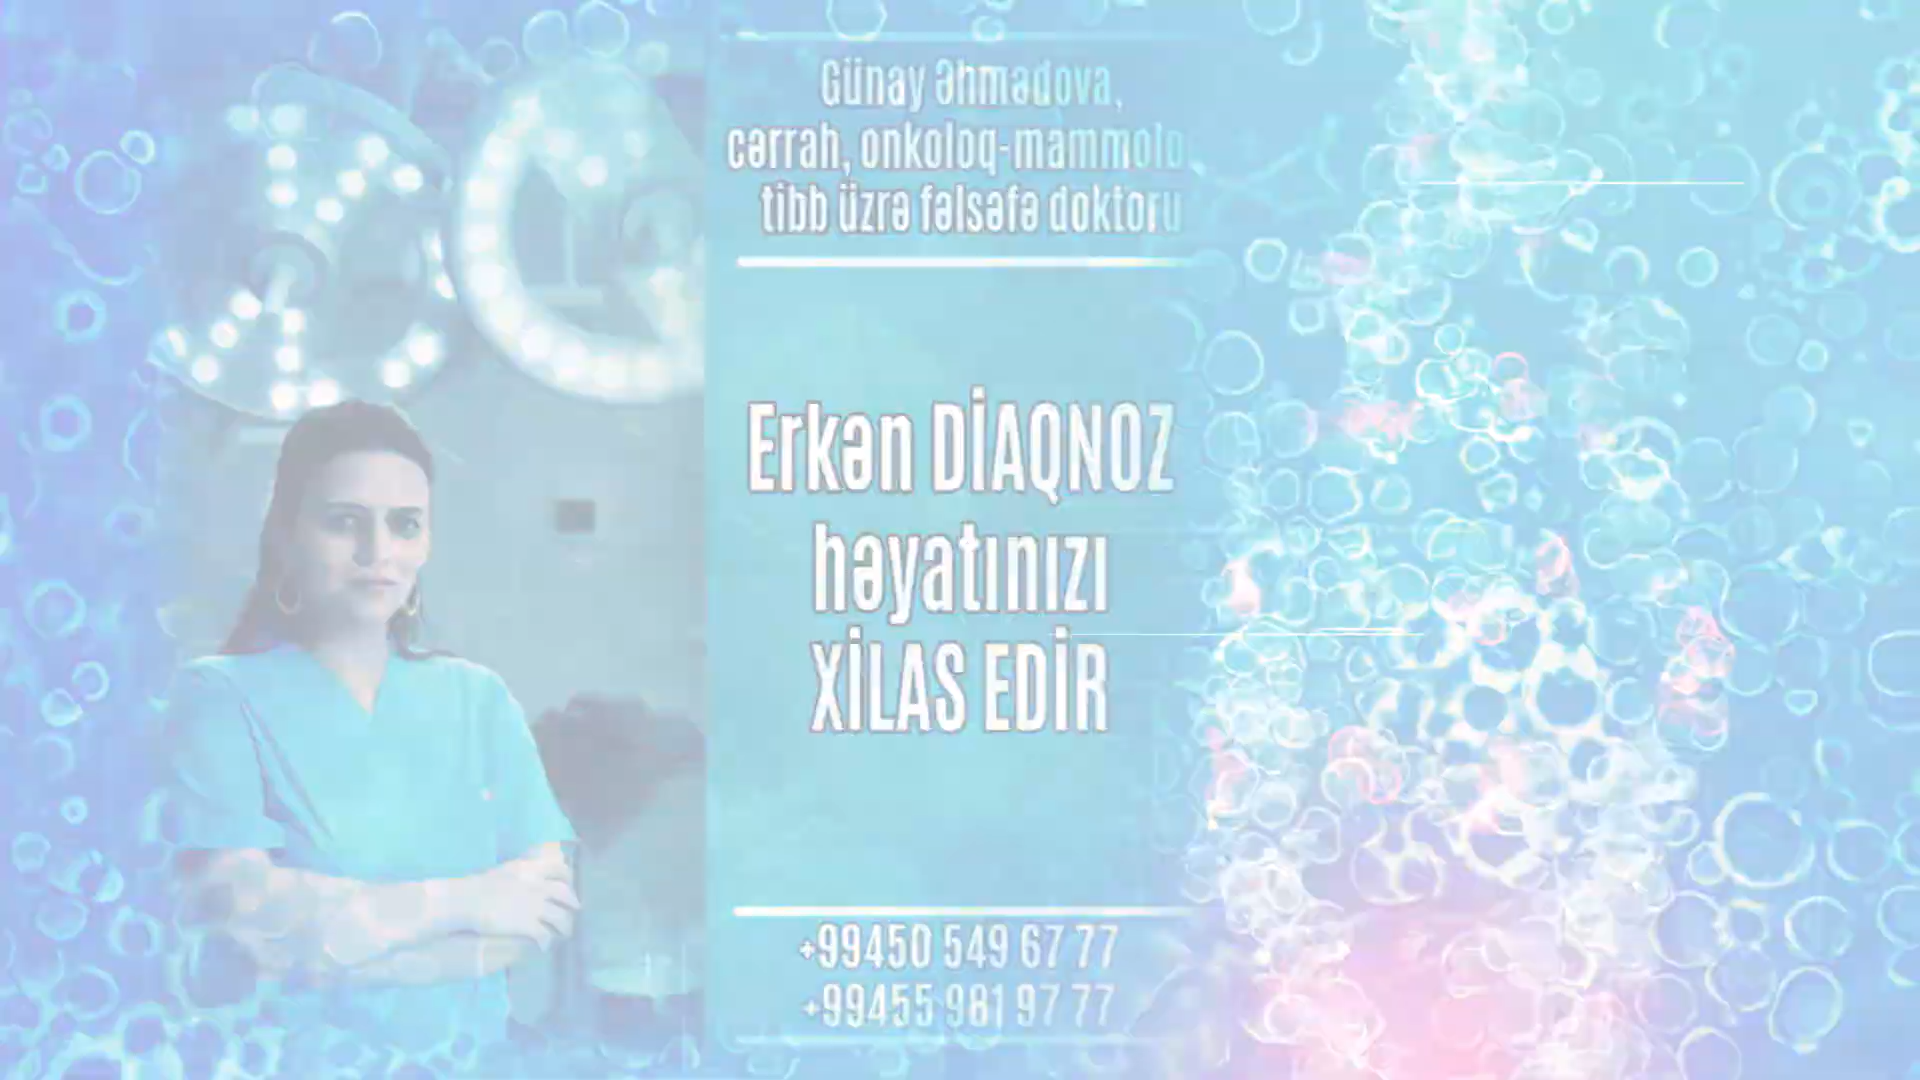 Günay Əhmədova,
cərrah, onkoloq-mammolo
tibb üzrə fəlsəfə doktoru
Erkən DİAQNOZ
həyatınızı
XİLAS EDİR
+99450 549 67 77
+99455 981 97 77